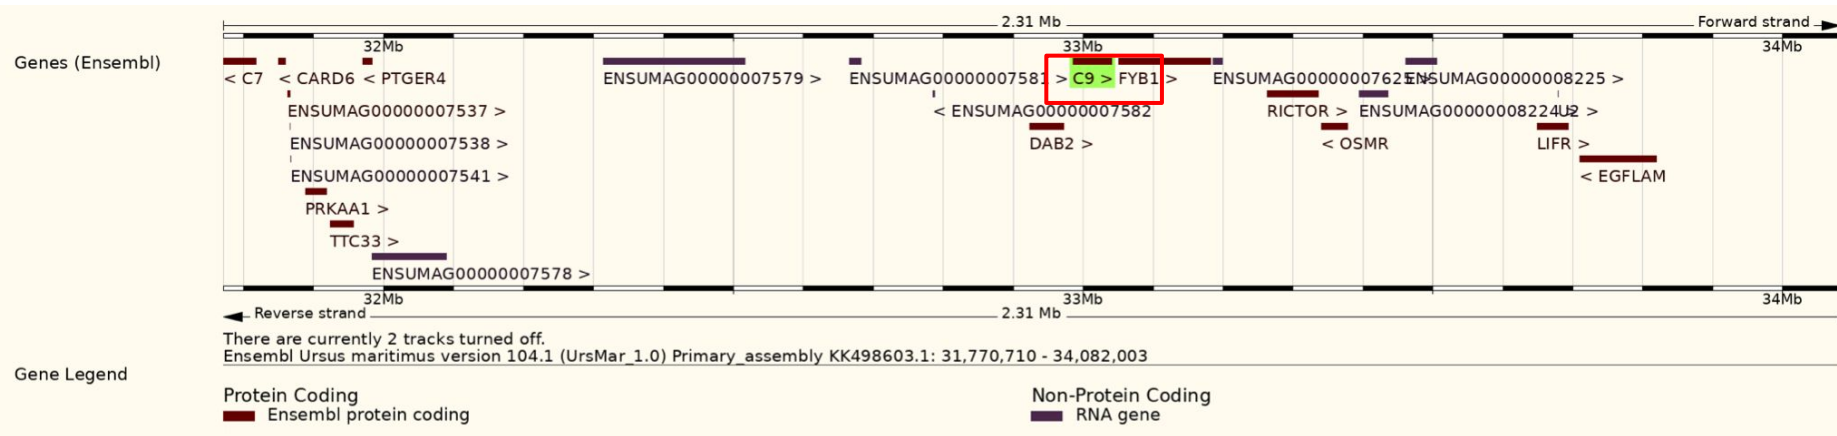 2.31 Mb Forward strand
32Mb 33Mb 34Mb
Genes (Ensembl)
< C7 < CARD6 < PTGER4 ENSUMAG00000007579 > ENSUMAG00000007581 > C9 > FYB1 > ENSUMAG00000007625 > ENSUMAG00000008225 >
ENSUMAG00000007537 > < ENSUMAG00000007582 RICTOR > ENSUMAG00000008224 > U2 >
ENSUMAG00000007538 > DAB2 > < OSMR LIFR >
ENSUMAG00000007541 > < EGFLAM
PRKAA1 >
TTC33 >
ENSUMAG00000007578 >
32Mb 33Mb 34Mb
Reverse strand 2.31 Mb
There are currently 2 tracks turned off.
Ensembl Ursus maritimus version 104.1 (UrsMar_1.0) Primary_assembly KK498603.1: 31,770,710 - 34,082,003
Gene Legend
Protein Coding Non-Protein Coding
Ensembl protein coding RNA gene